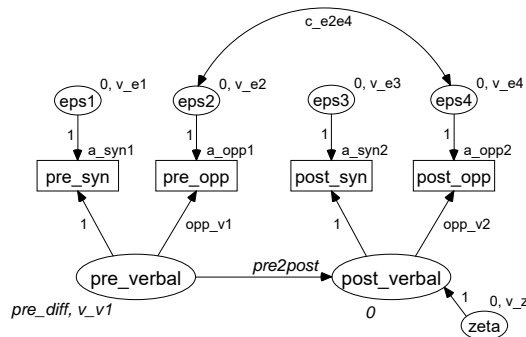 c_e2e4
0, v_e1
0, v_e2
0, v_e3
0, v_e4
eps1
eps2
eps3
eps4
1
1
1
1
a_syn1
a_opp1
a_syn2
a_opp2
pre_syn
pre_opp
post_syn
post_opp
1
opp_v1
1
opp_v2
pre_verbal
pre2post
post_verbal
pre_diff, v_v1
0
1
0, v_z
zeta